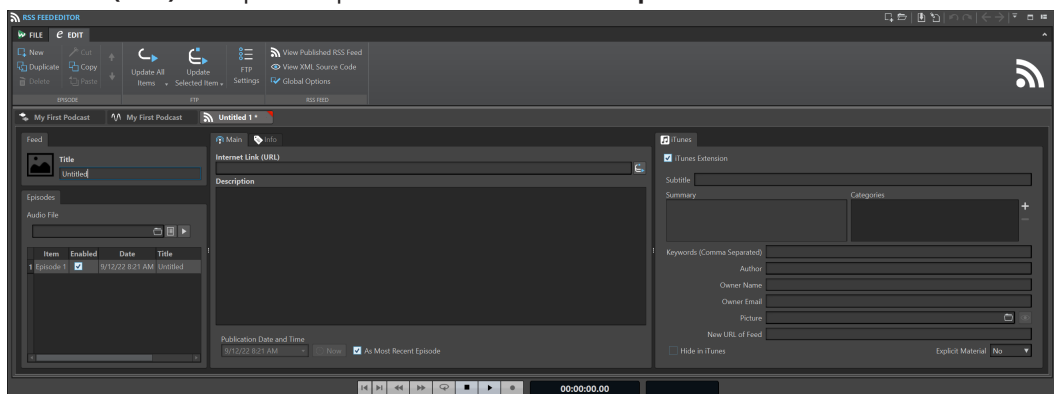 RSS FEEDEDITOR
FILE EDIT
New Cut
Duplicate Copy
Delete Paste
EPISODE
Update All Items
Update Selected Item
FTP Settings
FTP
View Published RSS Feed
View XML Source Code
Global Options
RSS FEED
My First Podcast My First Podcast Untitled 1 *
Feed
Title
Untitled
Episodes
Audio File
Item Enabled Date Title
1 Episode 1 9/12/22 8:21 AM Untitled
Main Info
Internet Link (URL)
Description
Publication Date and Time
9/12/22 8:21 AM Now As Most Recent Episode
iTunes
iTunes Extension
Subtitle
Summary Categories
Keywords (Comma Separated)
Author
Owner Name
Owner Email
Picture
New URL of Feed
Hide in iTunes Explicit Material No
00:00:00.00